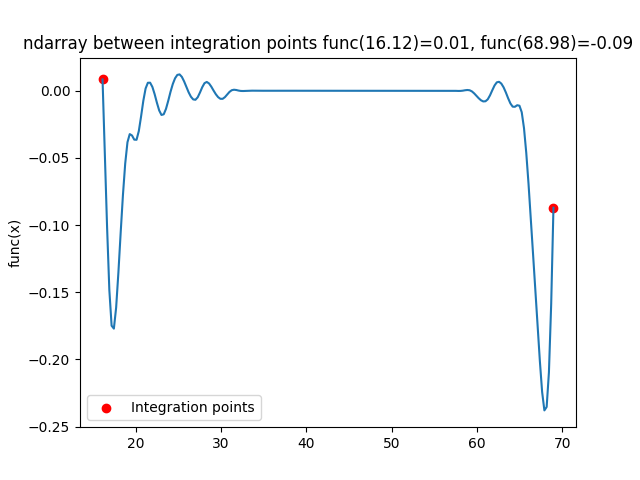 ndarray between integration points func(16.12)=0.01, func(68.98)=-0.09
0.00
−0.05
−0.10
−0.15
−0.20
−0.25
func(x)
Integration points
20 30 40 50 60 70